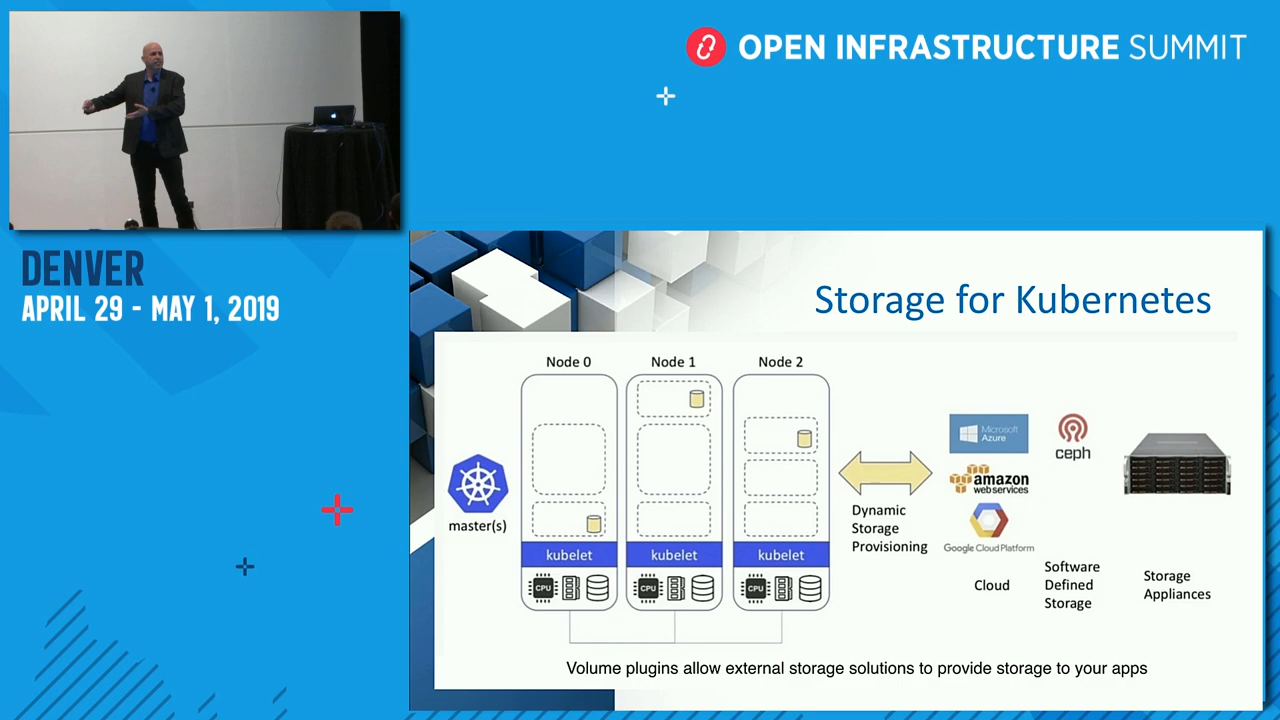 OPEN INFRASTRUCTURE SUMMIT
DENVER
APRIL 29 - MAY 1, 2019
Storage for Kubernetes
Node 0
Node 1
Node 2
master(s)
kubelet
kubelet
kubelet
CPU
CPU
CPU
Dynamic
Storage
Provisioning
Microsoft
Azure
amazon
webservices
Google Cloud Platform
Cloud
ceph
Software
Defined
Storage
Storage
Appliances
Volume plugins allow external storage solutions to provide storage to your apps